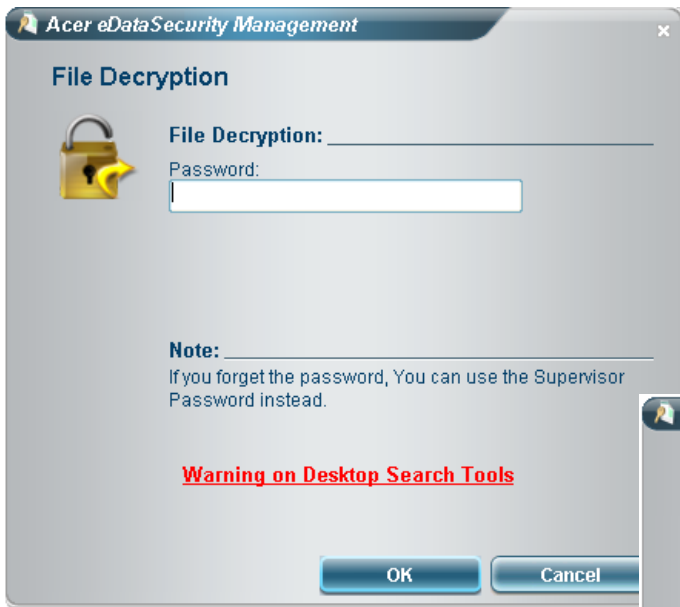 Acer eDataSecurity Management
File Decryption
File Decryption:
Password:
Note:
If you forget the password, You can use the Supervisor
Password instead.
Warning on Desktop Search Tools
OK
Cancel